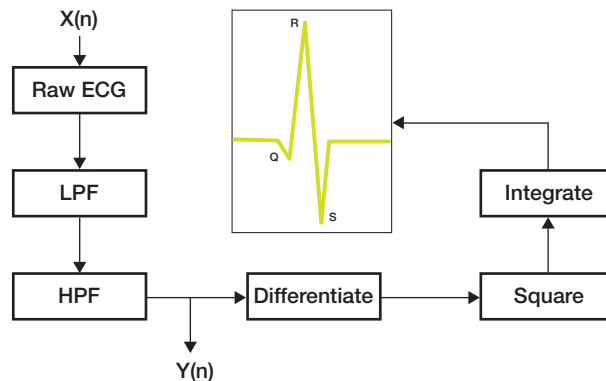 X(n)
Raw ECG
LPF
HPF
Y(n)
Differentiate
Square
Integrate
R
Q
S